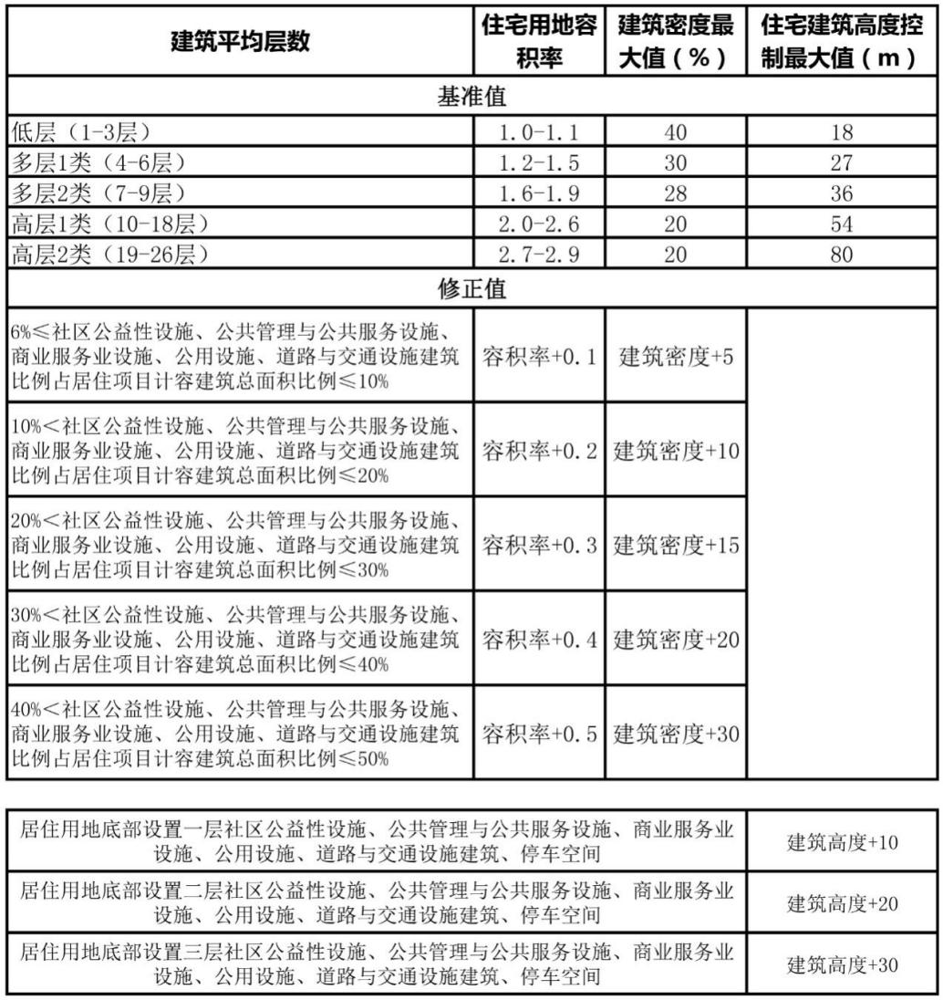 建筑平均层数
住宅用地容
积率
建筑密度最
大值（%）
住宅建筑高度控
制最大值（m）
基准值
低层（1-3层） 1.0-1.1 40 18
多层1类（4-6层） 1.2-1.5 30 27
多层2类（7-9层） 1.6-1.9 28 36
高层1类（10-18层） 2.0-2.6 20 54
高层2类（19-26层） 2.7-2.9 20 80
修正值
6%≤社区公益性设施、公共管理与公共服务设施、
商业服务业设施、公用设施、道路与交通设施建筑
比例占居住项目计容建筑总面积比例≤10%
容积率+0.1 建筑密度+5
10%＜社区公益性设施、公共管理与公共服务设施、
商业服务业设施、公用设施、道路与交通设施建筑
比例占居住项目计容建筑总面积比例≤20%
容积率+0.2 建筑密度+10
20%＜社区公益性设施、公共管理与公共服务设施、
商业服务业设施、公用设施、道路与交通设施建筑
比例占居住项目计容建筑总面积比例≤30%
容积率+0.3 建筑密度+15
30%＜社区公益性设施、公共管理与公共服务设施、
商业服务业设施、公用设施、道路与交通设施建筑
比例占居住项目计容建筑总面积比例≤40%
容积率+0.4 建筑密度+20
40%＜社区公益性设施、公共管理与公共服务设施、
商业服务业设施、公用设施、道路与交通设施建筑
比例占居住项目计容建筑总面积比例≤50%
容积率+0.5 建筑密度+30
居住用地底部设置一层社区公益性设施、公共管理与公共服务设施、商业服务业
设施、公用设施、道路与交通设施建筑、停车空间
建筑高度+10
居住用地底部设置二层社区公益性设施、公共管理与公共服务设施、商业服务业
设施、公用设施、道路与交通设施建筑、停车空间
建筑高度+20
居住用地底部设置三层社区公益性设施、公共管理与公共服务设施、商业服务业
设施、公用设施、道路与交通设施建筑、停车空间
建筑高度+30